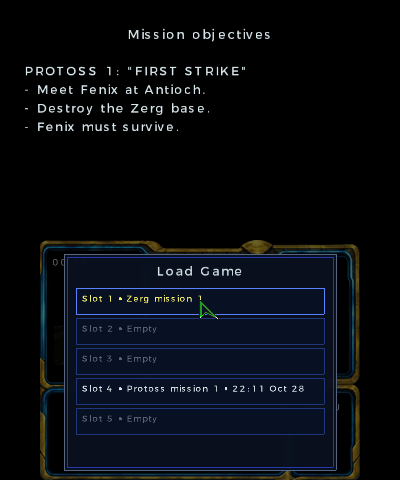 Mission objectives
PROTOSS 1: "FIRST STRIKE"
- Meet Fenix at Antioch.
- Destroy the Zerg base.
- Fenix must survive.
Load Game
Slot 1 • Zerg mission 1
Slot 2 • Empty
Slot 3 • Empty
Slot 4 • Protoss mission 1 • 22:11 Oct 28
Slot 5 • Empty